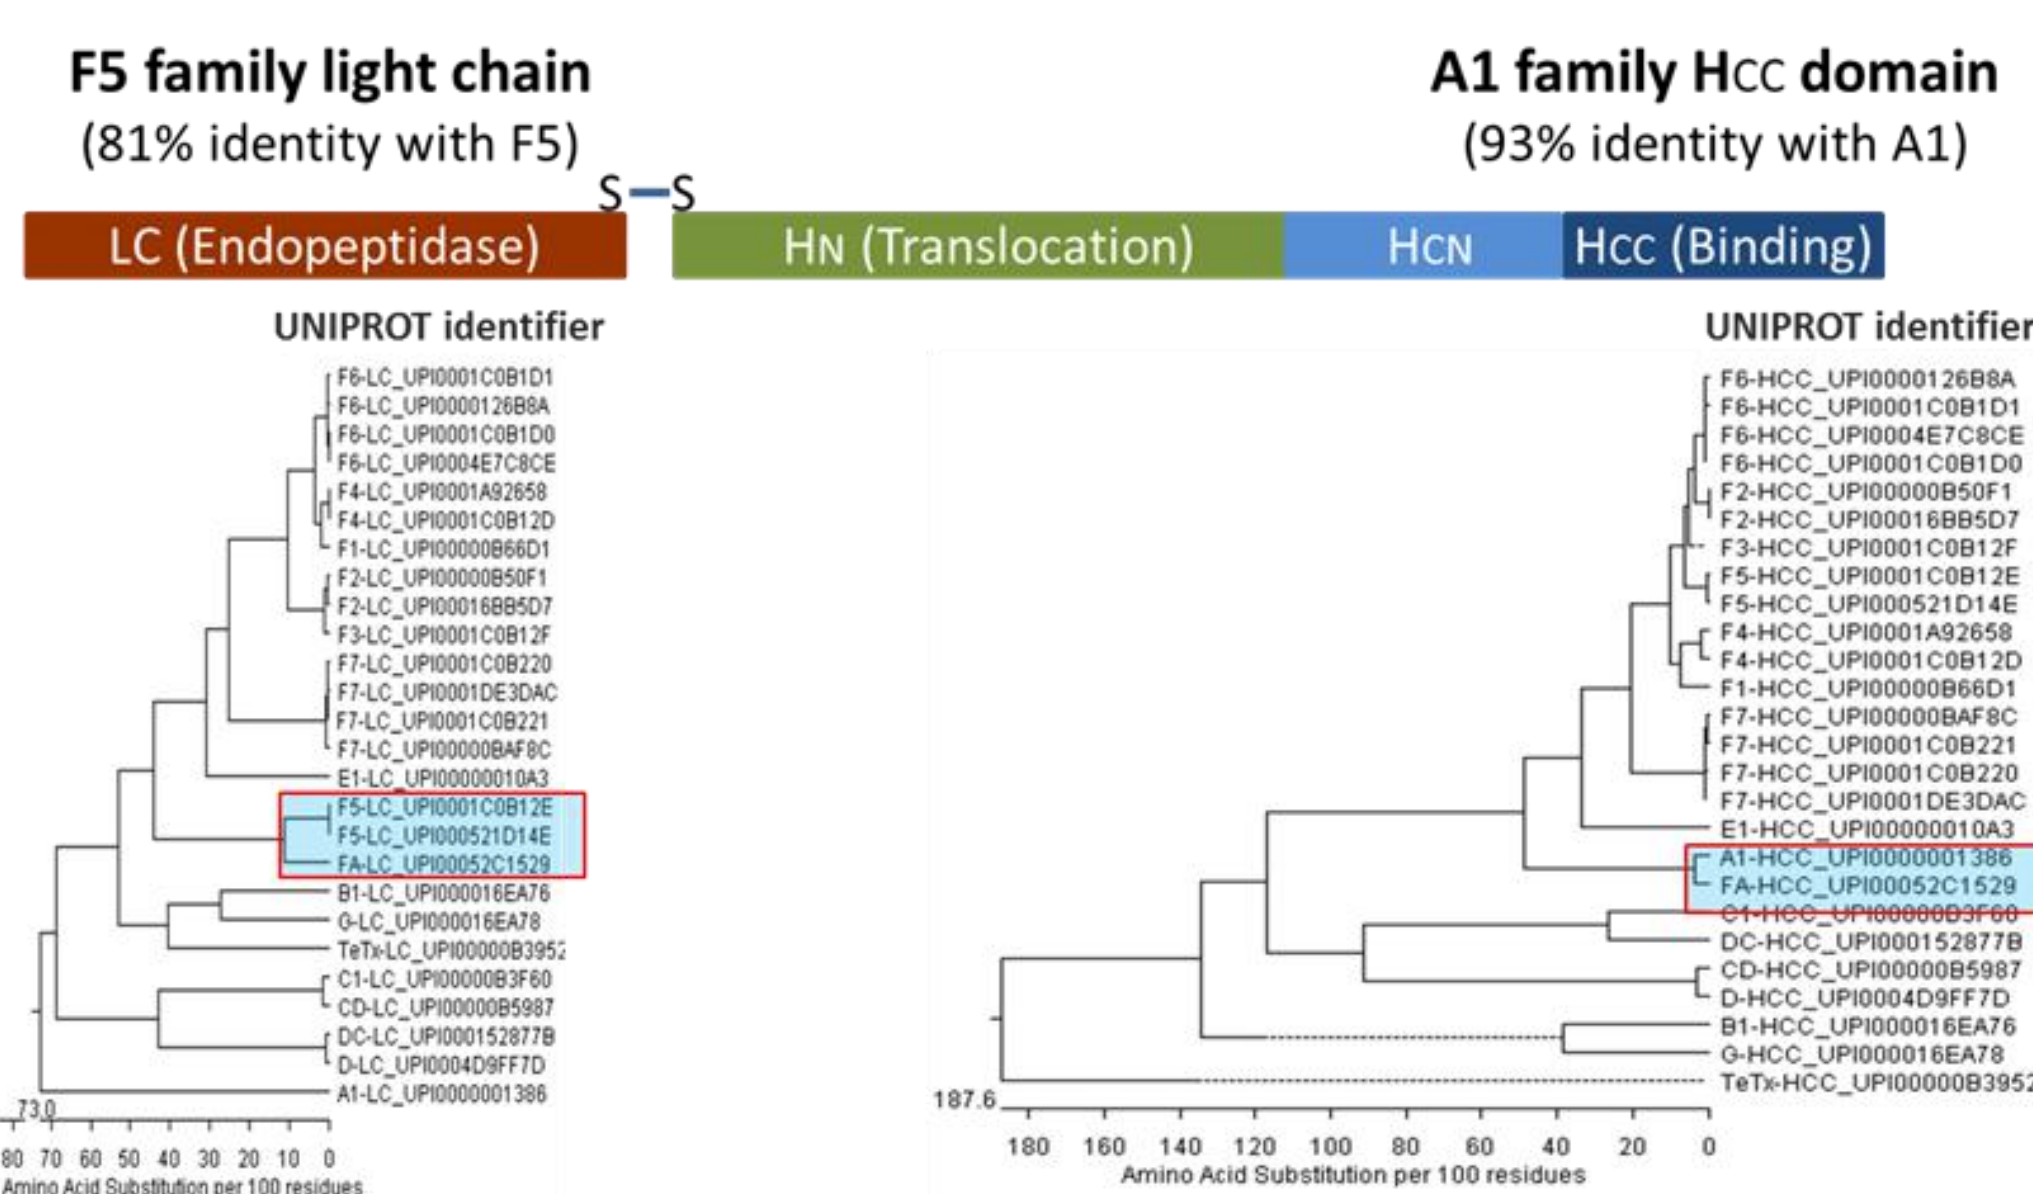 F5 family light chain
(81% identity with F5)
A1 family HCC domain
(93% identity with A1)
S S
LC (Endopeptidase)
HN (Translocation)
HCN
HCC (Binding)
UNIPROT identifier
F6-LC_UPI0001C0B1D1
F6-LC_UPI0000126B8A
F6-LC_UPI0001C0B1D0
F6-LC_UPI0004E7C8CE
F4-LC_UPI0001A92658
F4-LC_UPI0001C0B12D
F1-LC_UPI00000B66D1
F2-LC_UPI00000B50F1
F2-LC_UPI00016BB5D7
F3-LC_UPI0001C0B12F
F7-LC_UPI0001C0B220
F7-LC_UPI0001DE3DAC
F7-LC_UPI0001C0B221
F7-LC_UPI00000BAF8C
E1-LC_UPI00000010A3
F5-LC_UPI0001C0B12E
F5-LC_UPI000521D14E
FA-LC_UPI00052C1529
B1-LC_UPI000016EA76
G-LC_UPI000016EA78
TeTx-LC_UPI00000B3952
C1-LC_UPI00000B3F60
CD-LC_UPI00000B5987
DC-LC_UPI000152877B
D-LC_UPI0004D9FF7D
A1-LC_UPI0000001386
73.0
80 70 60 50 40 30 20 10 0
Amino Acid Substitution per 100 residues
UNIPROT identifier
F6-HCC_UPI0000126B8A
F6-HCC_UPI0001C0B1D1
F6-HCC_UPI0004E7C8CE
F6-HCC_UPI0001C0B1D0
F2-HCC_UPI00000B50F1
F2-HCC_UPI00016BB5D7
F3-HCC_UPI0001C0B12F
F5-HCC_UPI0001C0B12E
F5-HCC_UPI000521D14E
F4-HCC_UPI0001A92658
F4-HCC_UPI0001C0B12D
F1-HCC_UPI00000B66D1
F7-HCC_UPI00000BAF8C
F7-HCC_UPI0001C0B221
F7-HCC_UPI0001C0B220
F7-HCC_UPI0001DE3DAC
E1-HCC_UPI00000010A3
A1-HCC_UPI0000001386
FA-HCC_UPI00052C1529
C1-HCC_UPI00000B3F60
DC-HCC_UPI000152877B
CD-HCC_UPI00000B5987
D-HCC_UPI0004D9FF7D
B1-HCC_UPI000016EA76
G-HCC_UPI000016EA78
TeTx-HCC_UPI00000B3952
187.6
180 160 140 120 100 80 60 40 20 0
Amino Acid Substitution per 100 residues